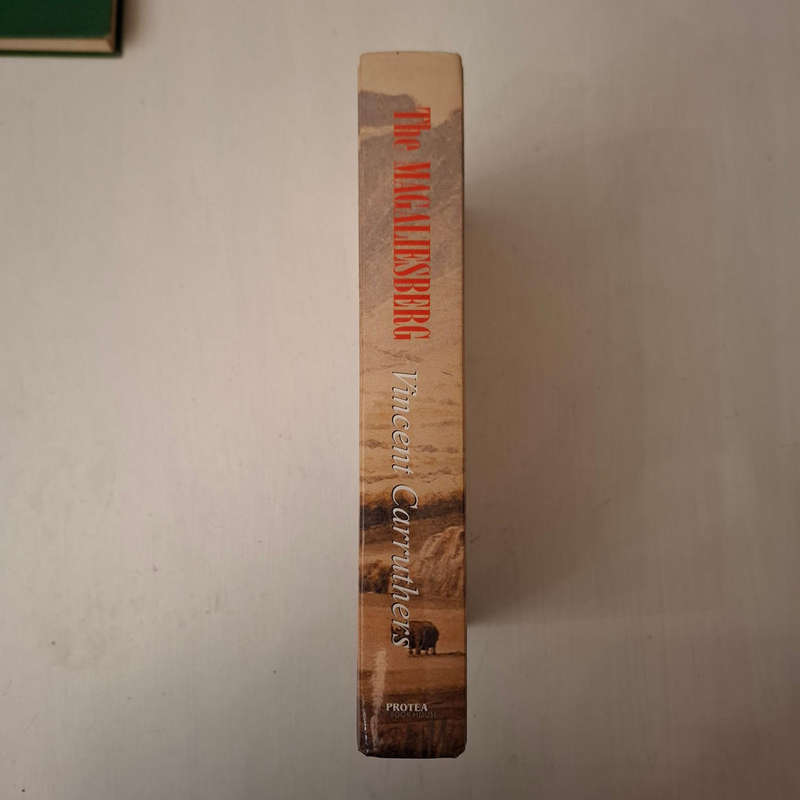 The MAGALIESBERG
Vincent Carruthers
PROTEA
BOOK HOUSE